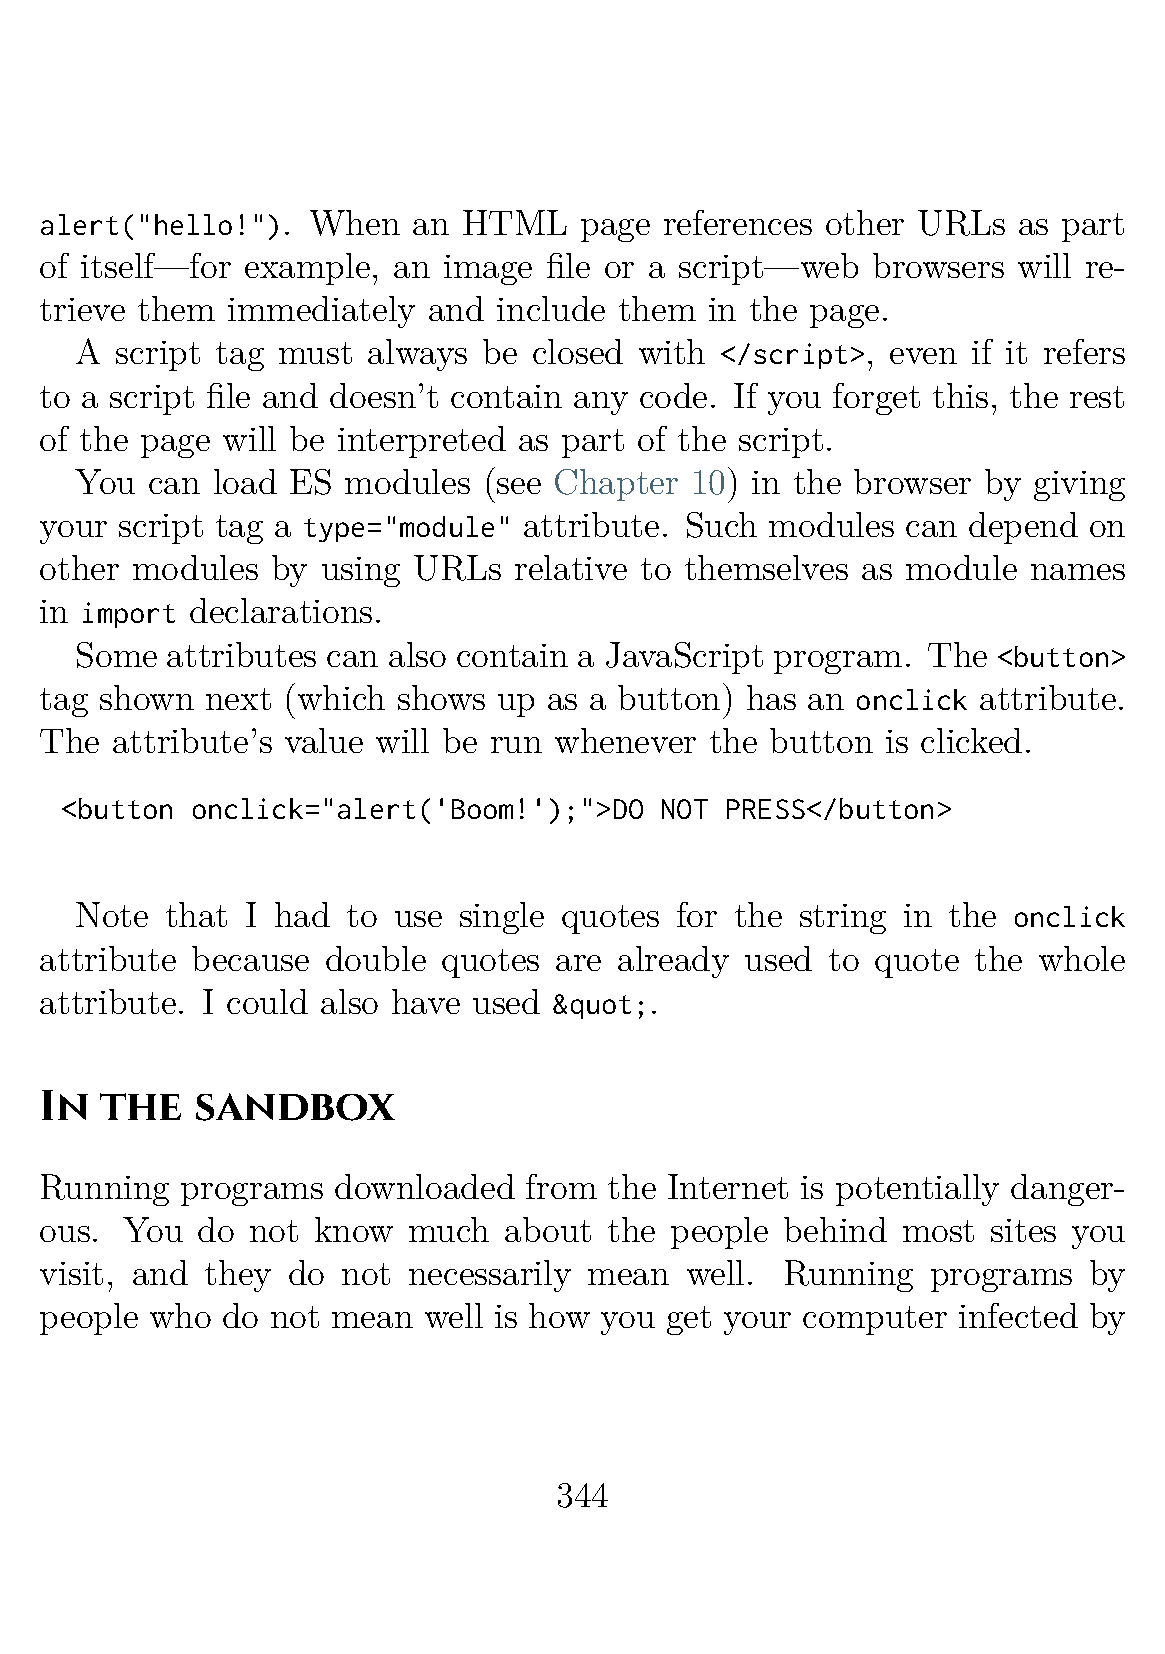 alert("hello!"). When an HTML page references other URLs as part
of itself—for example, an image file or a script—web browsers will re-
trieve them immediately and include them in the page.
A script tag must always be closed with </script>, even if it refers
to a script file and doesn't contain any code. If you forget this, the rest
of the page will be interpreted as part of the script.
You can load ES modules (see Chapter 10) in the browser by giving
your script tag a type="module" attribute. Such modules can depend on
other modules by using URLs relative to themselves as module names
in import declarations.
Some attributes can also contain a JavaScript program. The <button>
tag shown next (which shows up as a button) has an onclick attribute.
The attribute's value will be run whenever the button is clicked.
<button onclick="alert('Boom!');">DO NOT PRESS</button>
Note that I had to use single quotes for the string in the onclick
attribute because double quotes are already used to quote the whole
attribute. I could also have used &quot;.
In the sandbox
Running programs downloaded from the Internet is potentially danger-
ous. You do not know much about the people behind most sites you
visit, and they do not necessarily mean well. Running programs by
people who do not mean well is how you get your computer infected by
344